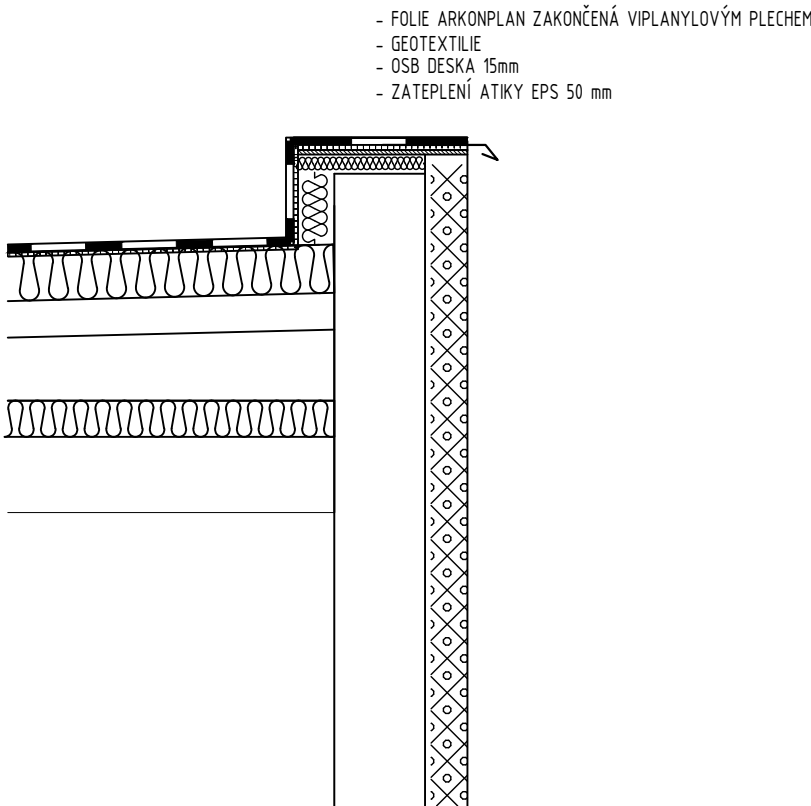 - FOLIE ARKONPLAN ZAKONČENÁ VIPLANYLOVÝM PLECHEM
- GEOTEXTILIE
- OSB DESKA 15mm
- ZATEPLENÍ ATIKY EPS 50 mm